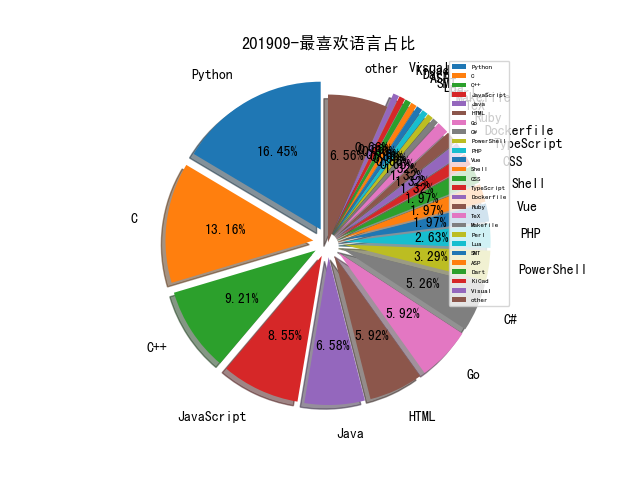 201909-最喜欢语言占比
Python
C
C++
JavaScript
Java
HTML
Go
C#
PowerShell
PHP
Vue
Shell
CSS
TypeScript
Dockerfile
Ruby
other
16.45%
13.16%
9.21%
8.55%
6.58%
5.92%
5.92%
5.26%
3.29%
2.63%
1.97%
1.97%
1.97%
1.32%
6.56%
Python
C
C++
JavaScript
Java
HTML
Go
C#
PowerShell
PHP
Vue
Shell
CSS
TypeScript
Dockerfile
Ruby
TeX
Makefile
Perl
Lua
SMT
ASP
Dart
KiCad
Visual
other